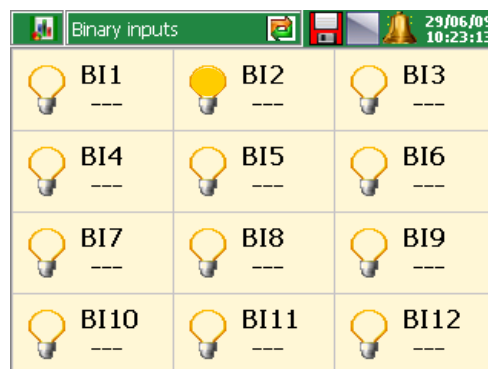 Binary inputs 29/06/09
10:23:13
BI1 BI2 BI3
--- --- ---
BI4 BI5 BI6
--- --- ---
BI7 BI8 BI9
--- --- ---
BI10 BI11 BI12
--- --- ---